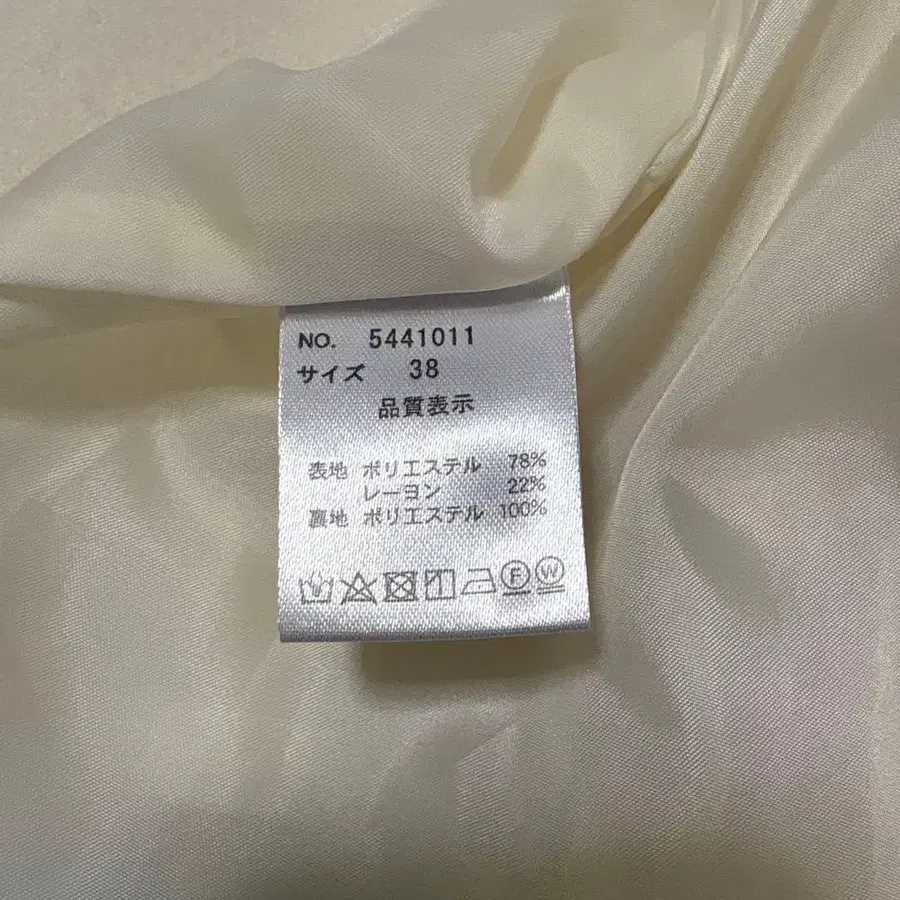 NO. 5441011
サイズ 38
品質表示
表地 ポリエステル 78%
レーヨン 22%
裏地 ポリエステル 100%
F W